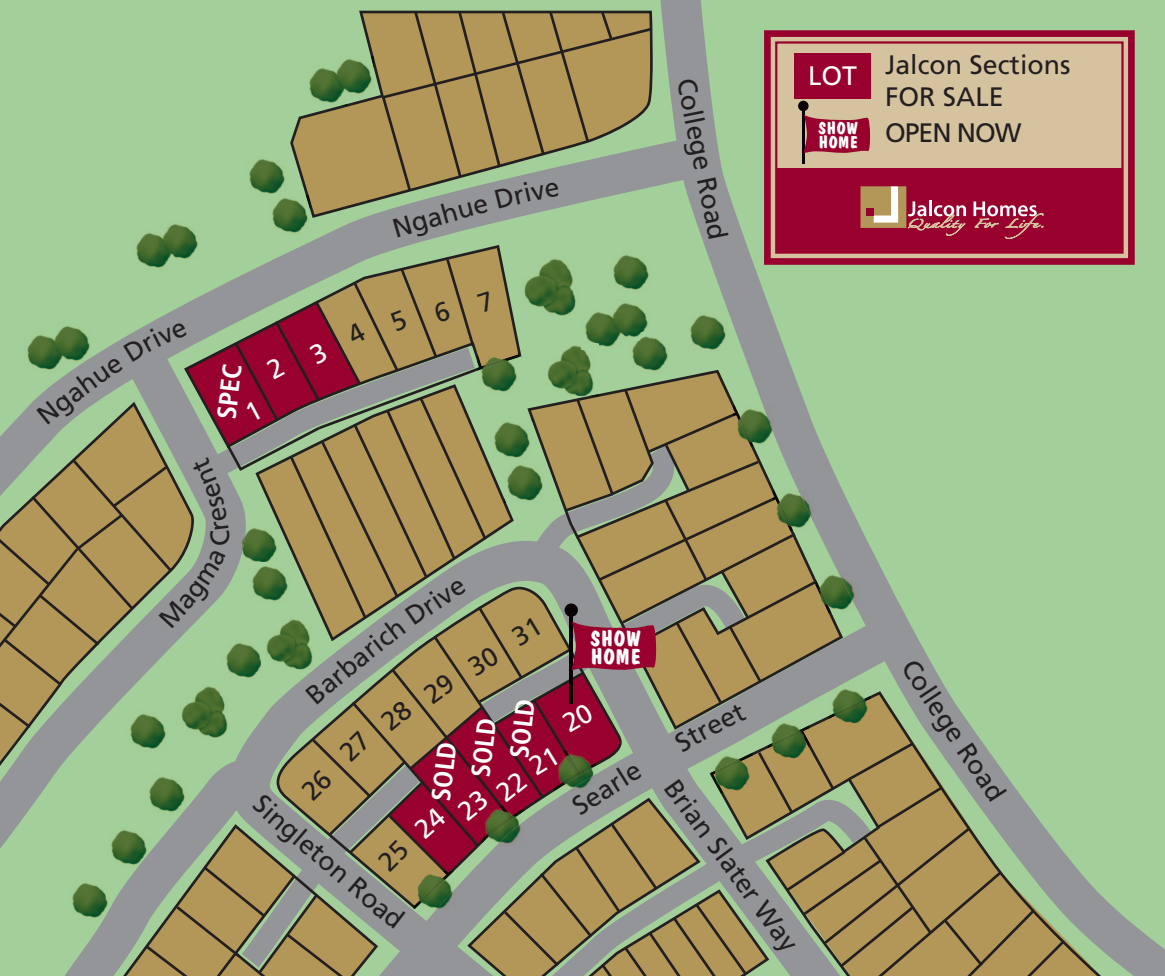 College Road
LOT
Jalcon Sections
FOR SALE
SHOW
HOME
OPEN NOW
Jalcon Homes
Quality For Life.
Ngahue Drive
Ngahue Drive
SPEC
1
2
3
4
5
6
7
Magma Cresent
Barbarich Drive
SHOW
HOME
31
30
29
28
27
26
SOLD
SOLD
SOLD
20
21
22
23
24
25
Searle
Street
Singleton Road
Brian Slater Way
College Road